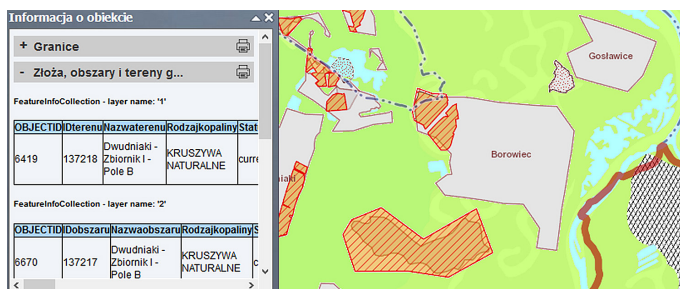 Informacja o obiekcie
+ Granice
- Złoża, obszary i tereny g...
FeatureInfoCollection - layer name: '1'
OBJECTID IDterenu Nazwaterenu Rodzajkopaliny Stat
6419 137218 Dwudniaki - Zbiornik I - Pole B KRUSZYWA NATURALNE curre
FeatureInfoCollection - layer name: '2'
OBJECTID IDobszaru Nazwaobszaru Rodzajkopaliny S
6670 137217 Dwudniaki - Zbiornik I - Pole B KRUSZYWA NATURALNE c
Gosławice
Borowiec
niaki